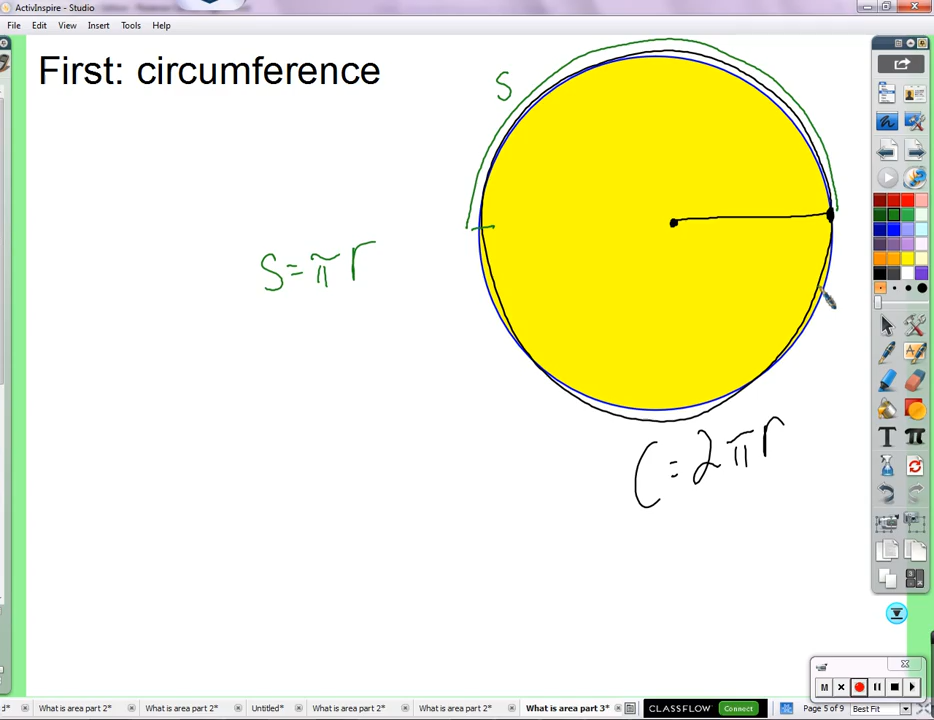 ActivInspire - Studio
File Edit View Insert Tools Help
First: circumference
S
S=πr
C=2πr
M
d* What is area part 2* What is area part 2* Untitled* What is area part 2* What is area part 2* What is area part 3* CLASSFLOW Connect Page 5 of 9 Best Fit